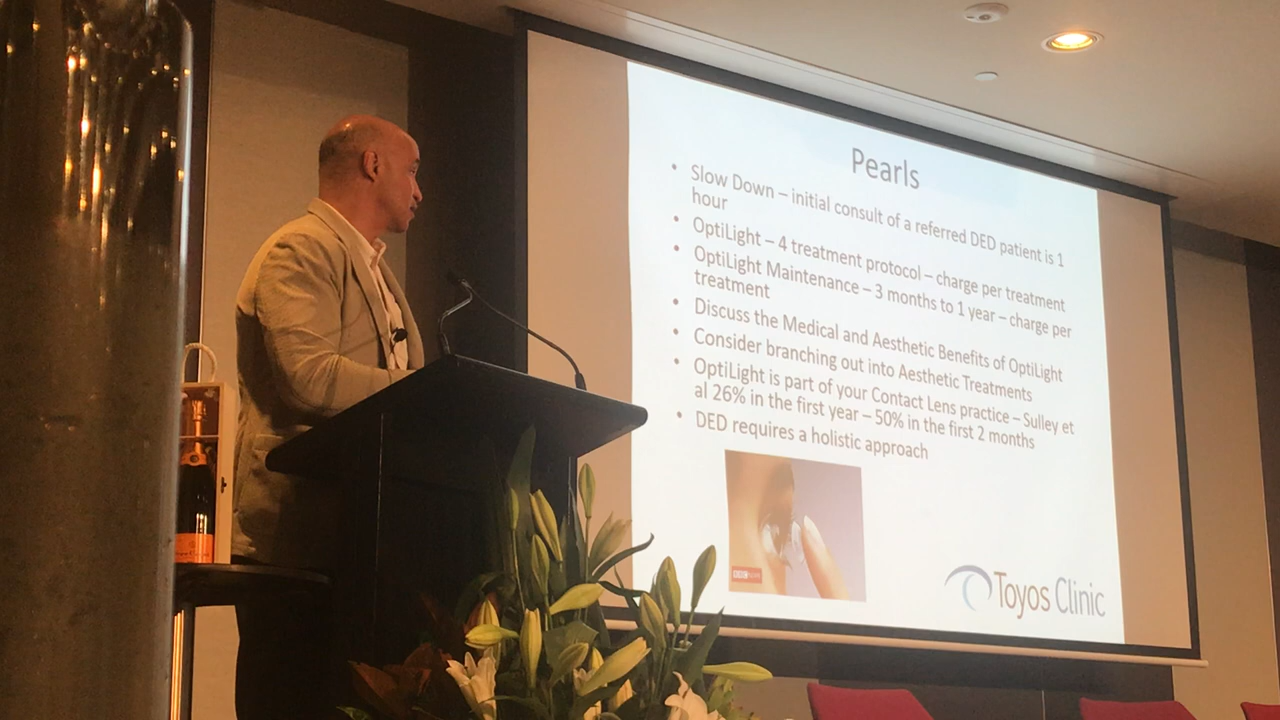 Pearls
• Slow Down – initial consult of a referred DED patient is 1
hour
• OptiLight – 4 treatment protocol – charge per treatment
• OptiLight Maintenance – 3 months to 1 year – charge per
treatment
• Discuss the Medical and Aesthetic Benefits of OptiLight
• Consider branching out into Aesthetic Treatments
• OptiLight is part of your Contact Lens practice – Sulley et
al 26% in the first year – 50% in the first 2 months
• DED requires a holistic approach
Toyos Clinic